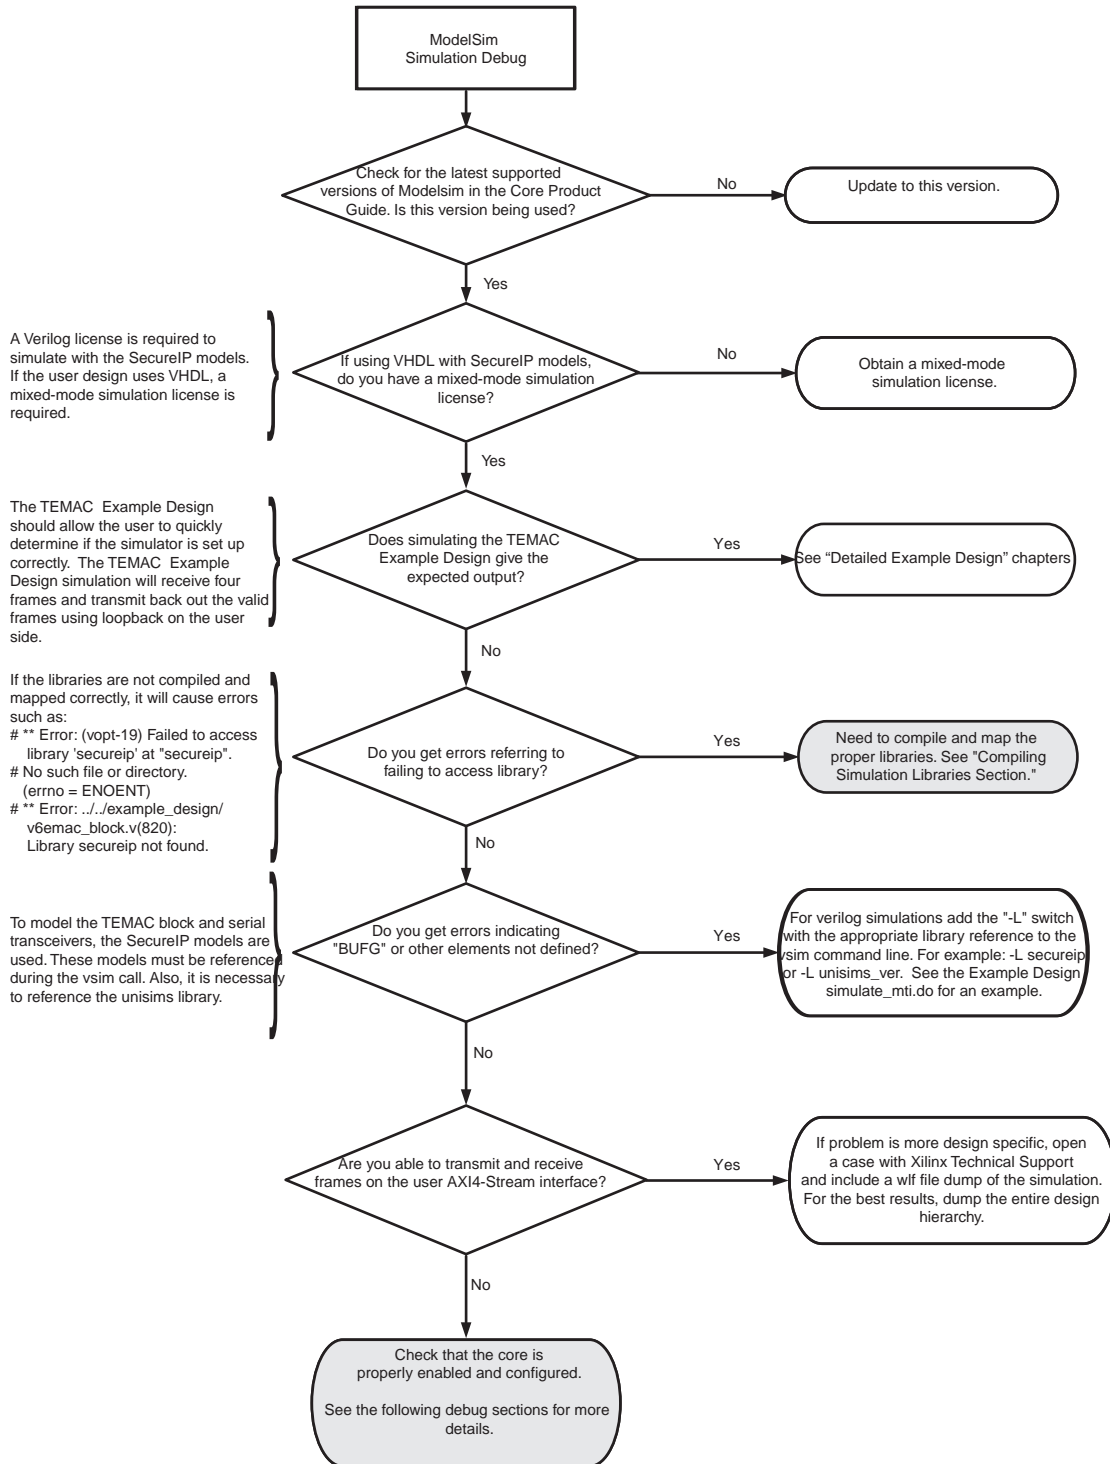 ModelSim
Simulation Debug
Check for the latest supported
versions of Modelsim in the Core Product
Guide. Is this version being used?
No
Update to this version.
Yes
A Verilog license is required to
simulate with the SecureIP models.
If the user design uses VHDL, a
mixed-mode simulation license is
required.
If using VHDL with SecureIP models,
do you have a mixed-mode simulation
license?
No
Obtain a mixed-mode
simulation license.
Yes
The TEMAC Example Design
should allow the user to quickly
determine if the simulator is set up
correctly. The TEMAC Example
Design simulation will receive four
frames and transmit back out the valid
frames using loopback on the user
side.
Does simulating the TEMAC
Example Design give the
expected output?
Yes
See “Detailed Example Design” chapters
No
If the libraries are not compiled and
mapped correctly, it will cause errors
such as:
# ** Error: (vopt-19) Failed to access
library 'secureip' at "secureip".
# No such file or directory.
(errno = ENOENT)
# ** Error: ../../example_design/
v6emac_block.v(820):
Library secureip not found.
Do you get errors referring to
failing to access library?
Yes
Need to compile and map the
proper libraries. See "Compiling
Simulation Libraries Section."
No
To model the TEMAC block and serial
transceivers, the SecureIP models are
used. These models must be referenced
during the vsim call. Also, it is necessary
to reference the unisims library.
Do you get errors indicating
"BUFG" or other elements not defined?
Yes
For verilog simulations add the "-L" switch
with the appropriate library reference to the
vsim command line. For example: -L secureip
or -L unisims_ver. See the Example Design
simulate_mti.do for an example.
No
Are you able to transmit and receive
frames on the user AXI4-Stream interface?
Yes
If problem is more design specific, open
a case with Xilinx Technical Support
and include a wlf file dump of the simulation.
For the best results, dump the entire design
hierarchy.
No
Check that the core is
properly enabled and configured.
See the following debug sections for more
details.